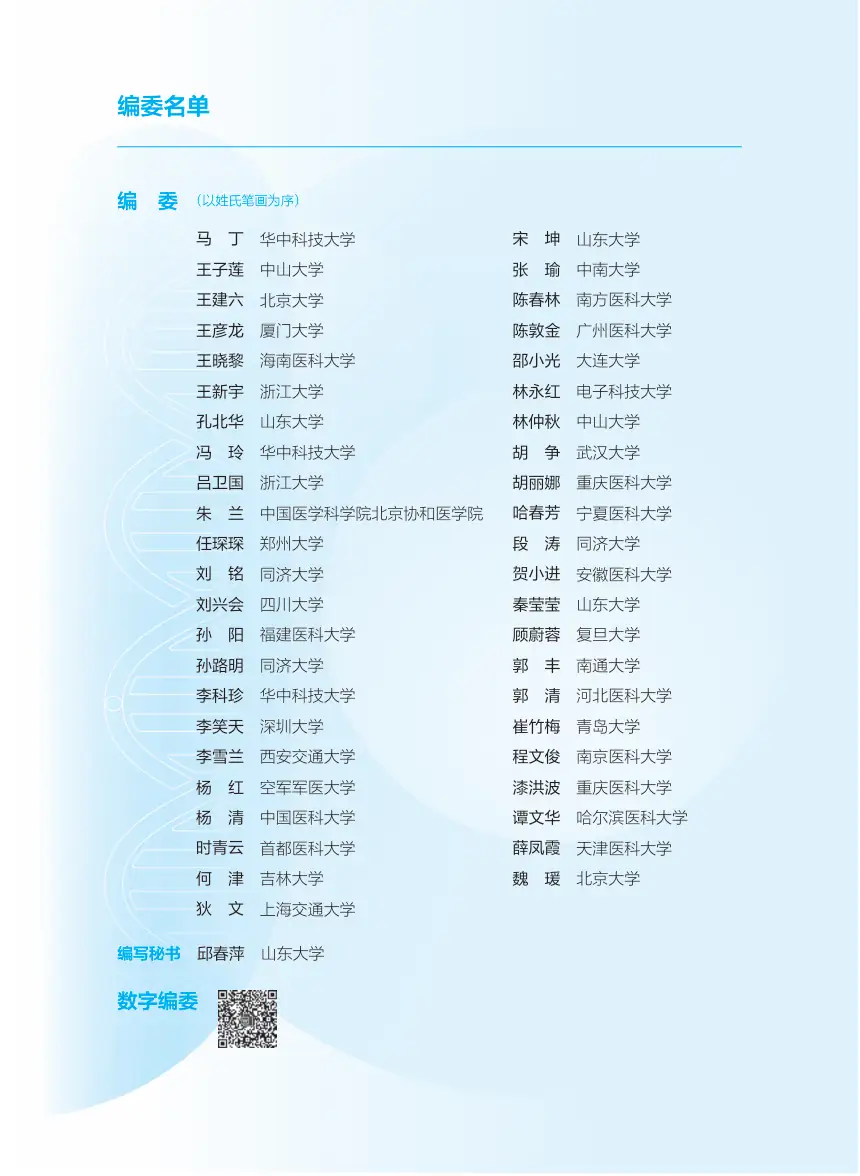 编委名单
编　委 （以姓氏笔画为序）
马　丁　华中科技大学
王子莲　中山大学
王建六　北京大学
王彦龙　厦门大学
王晓黎　海南医科大学
王新宇　浙江大学
孔北华　山东大学
冯　玲　华中科技大学
吕卫国　浙江大学
朱　兰　中国医学科学院北京协和医学院
任琛琛　郑州大学
刘　铭　同济大学
刘兴会　四川大学
孙　阳　福建医科大学
孙路明　同济大学
李科珍　华中科技大学
李笑天　深圳大学
李雪兰　西安交通大学
杨　红　空军军医大学
杨　清　中国医科大学
时青云　首都医科大学
何　津　吉林大学
狄　文　上海交通大学
宋　坤　山东大学
张　瑜　中南大学
陈春林　南方医科大学
陈敦金　广州医科大学
邵小光　大连大学
林永红　电子科技大学
林仲秋　中山大学
胡　争　武汉大学
胡丽娜　重庆医科大学
哈春芳　宁夏医科大学
段　涛　同济大学
贺小进　安徽医科大学
秦莹莹　山东大学
顾蔚蓉　复旦大学
郭　丰　南通大学
郭　清　河北医科大学
崔竹梅　青岛大学
程文俊　南京医科大学
漆洪波　重庆医科大学
谭文华　哈尔滨医科大学
薛凤霞　天津医科大学
魏　瑗　北京大学
编写秘书　邱春萍　山东大学
数字编委